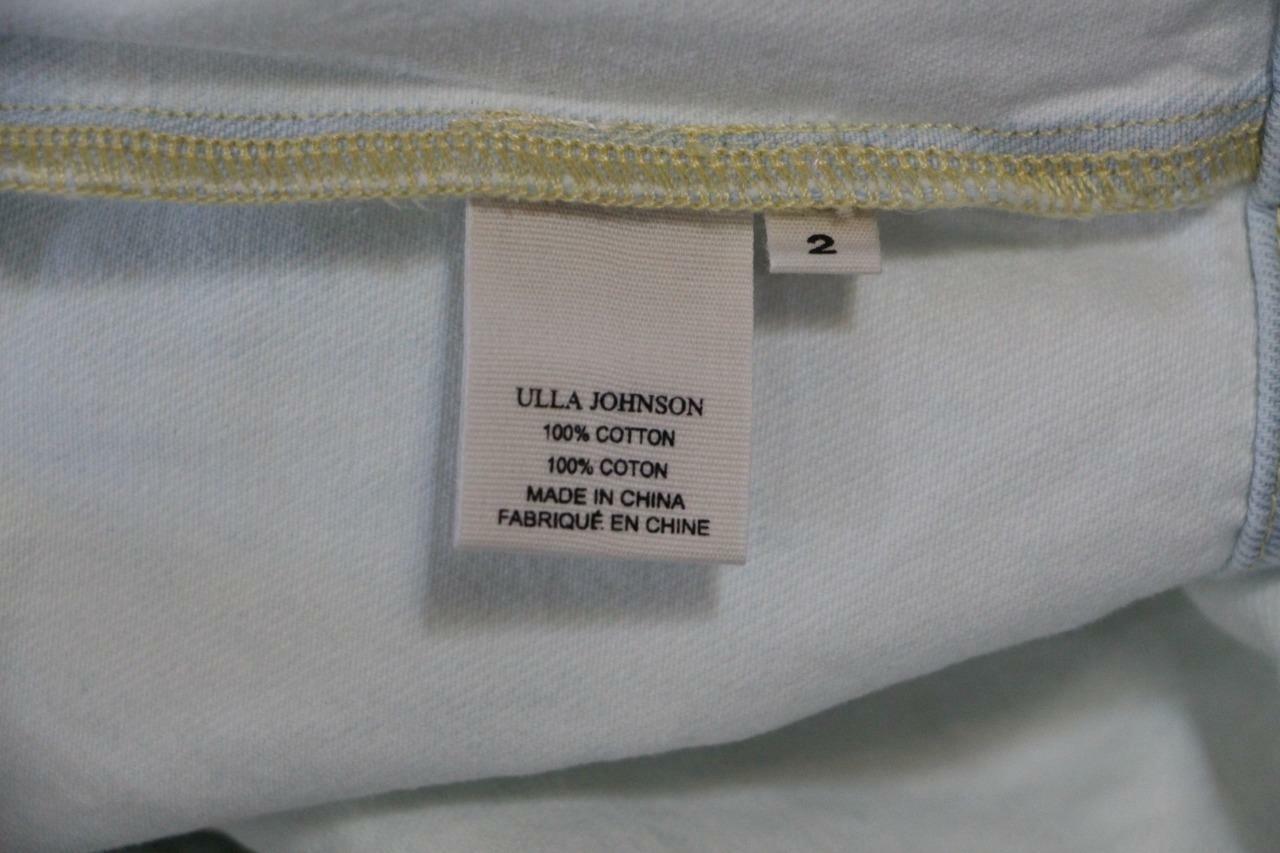 2
ULLA JOHNSON
100% COTTON
100% COTON
MADE IN CHINA
FABRIQUÉ EN CHINE